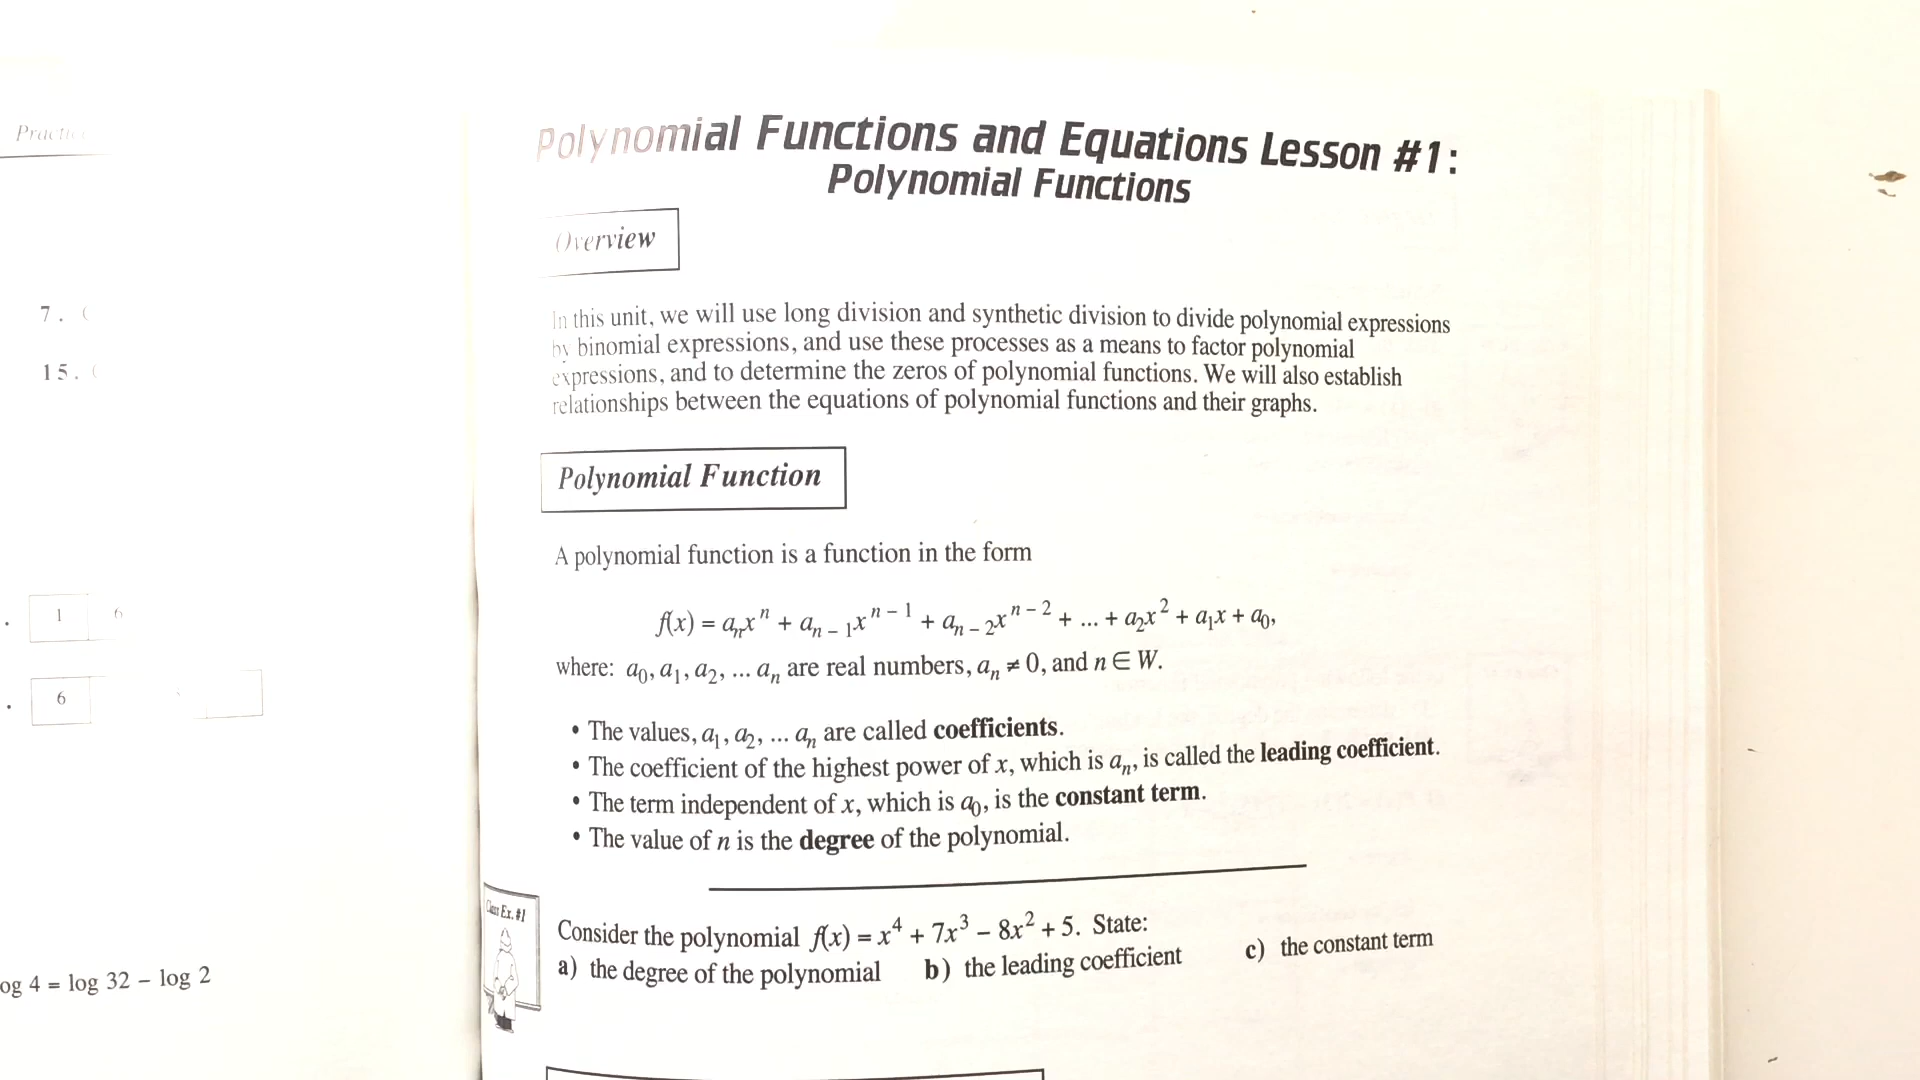 Practice
7. (
15. (
. 1 6
. 6
og 4 = log 32 − log 2
Polynomial Functions and Equations Lesson #1:
Polynomial Functions
Overview
In this unit, we will use long division and synthetic division to divide polynomial expressions
by binomial expressions, and use these processes as a means to factor polynomial
expressions, and to determine the zeros of polynomial functions. We will also establish
relationships between the equations of polynomial functions and their graphs.
Polynomial Function
A polynomial function is a function in the form
f(x) = aₙxⁿ + aₙ₋₁xⁿ⁻¹ + aₙ₋₂xⁿ⁻² + ... + a₂x² + a₁x + a₀,
where: a₀, a₁, a₂, ... aₙ are real numbers, aₙ ≠ 0, and n ∈ W.
• The values, a₁, a₂, ... aₙ are called coefficients.
• The coefficient of the highest power of x, which is aₙ, is called the leading coefficient.
• The term independent of x, which is a₀, is the constant term.
• The value of n is the degree of the polynomial.
Class Ex. #1
Consider the polynomial f(x) = x⁴ + 7x³ − 8x² + 5. State:
a) the degree of the polynomial b) the leading coefficient c) the constant term